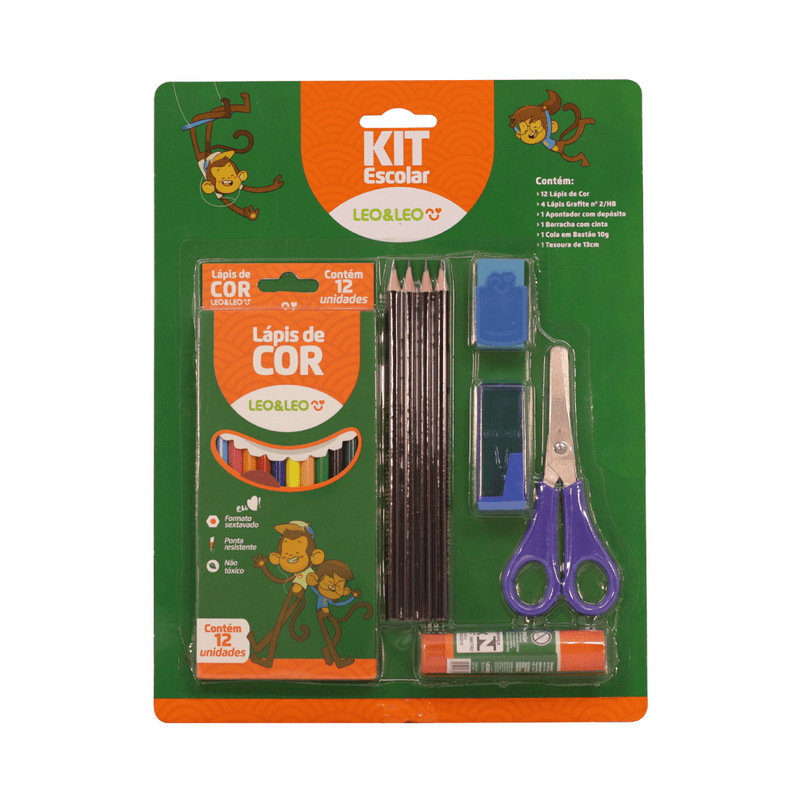 KIT
Escolar
LEO&LEO
Contém:
12 Lápis de Cor
4 Lápis Grafite nº 2/HB
1 Apontador com depósito
1 Borracha com cinta
1 Cola em Bastão 10g
1 Tesoura de 13cm
Lápis de
COR
LEO&LEO
Contém
12
unidades
Lápis de
COR
LEO&LEO
eu
Formato
sextavado
Ponta
resistente
Não
tóxico
Contém
12
unidades